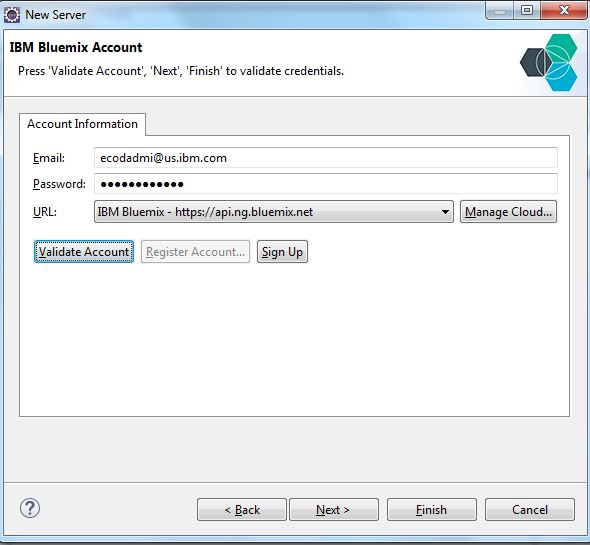 New Server
IBM Bluemix Account
Press 'Validate Account', 'Next', 'Finish' to validate credentials.
Account Information
Email: ecodadmi@us.ibm.com
Password: ●●●●●●●●●●●●
URL: IBM Bluemix - https://api.ng.bluemix.net Manage Cloud...
Validate Account Register Account... Sign Up
? < Back Next > Finish Cancel